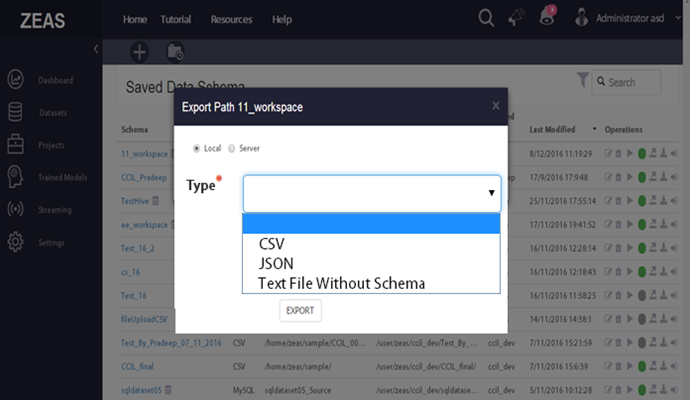 ZEAS Home Tutorial Resources Help 3 Administrator asd
Dashboard
Datasets
Projects
Trained Models
Streaming
Settings
Saved Data Schema
Search
Export Path 11_workspace x
Local Server
Type*
CSV
JSON
Text File Without Schema
EXPORT
Schema Last Modified Operations
11_workspace 8/12/2016 11:19:29
CCIL_Pradeep 17/9/2016 17:9:48
TestHive 25/11/2016 17:55:14
ee_workspace 17/11/2016 19:41:52
Test_16_2 16/11/2016 12:28:14
cs_16 16/11/2016 12:18:43
Test_16 16/11/2016 11:58:25
fileUploadCSV 14/11/2016 14:38:1
Test_By_Pradeep_07_11_2016 CSV /home/zeas/sample/CCIL_00... /user/zeas/ccil_dev/Test_By_... ccil_dev 7/11/2016 15:21:59
CCIL_final CSV /home/zeas/sample/ /user/zeas/ccil_dev/CCIL_final/ ccil_dev 7/11/2016 15:6:39
sqldataset05 MySQL sqldataset05_Source /user/zeas/ccil_dev/sqldataset... ccil_dev 5/11/2016 10:12:28